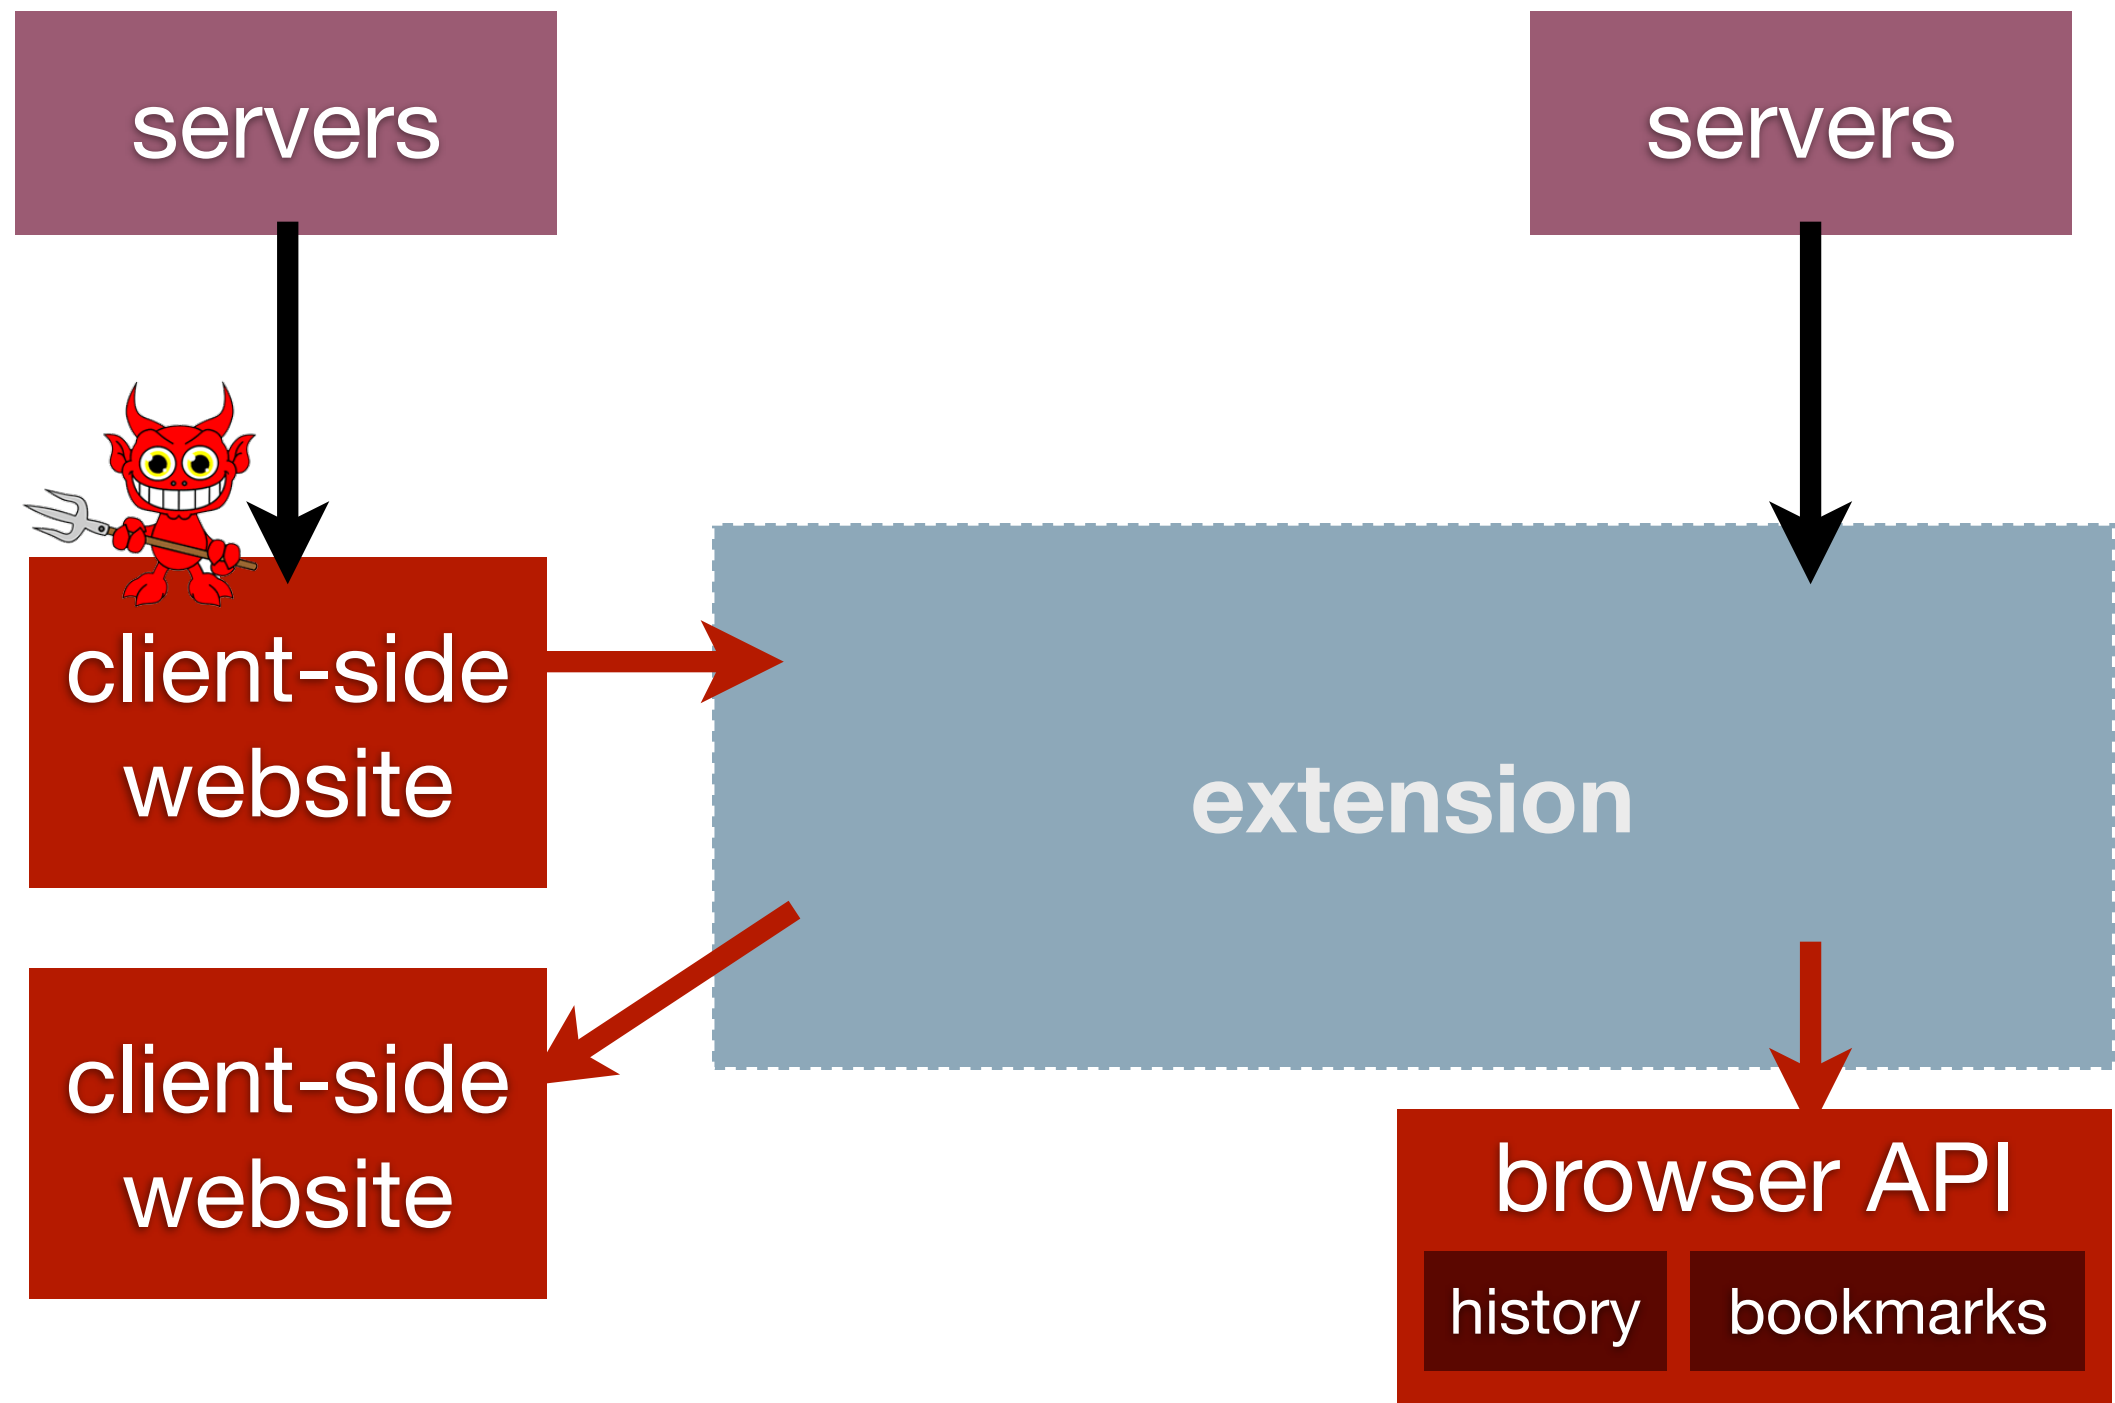 servers
servers
client-side
website
extension
client-side
website
browser API
history
bookmarks